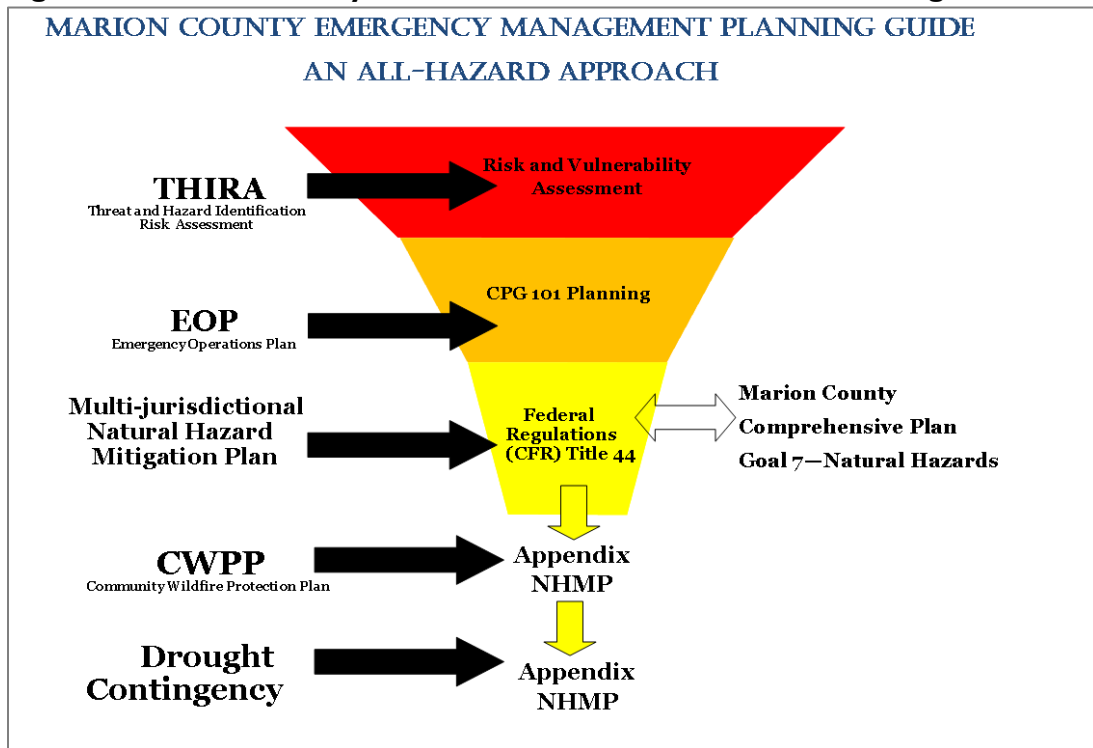 MARION COUNTY EMERGENCY MANAGEMENT PLANNING GUIDE
AN ALL-HAZARD APPROACH
THIRA
Threat and Hazard Identification
Risk Assessment
Risk and Vulnerability
Assessment
EOP
Emergency Operations Plan
CPG 101 Planning
Multi-jurisdictional
Natural Hazard
Mitigation Plan
Federal
Regulations
(CFR) Title 44
Marion County
Comprehensive Plan
Goal 7—Natural Hazards
CWPP
Community Wildfire Protection Plan
Appendix
NHMP
Drought
Contingency
Appendix
NHMP